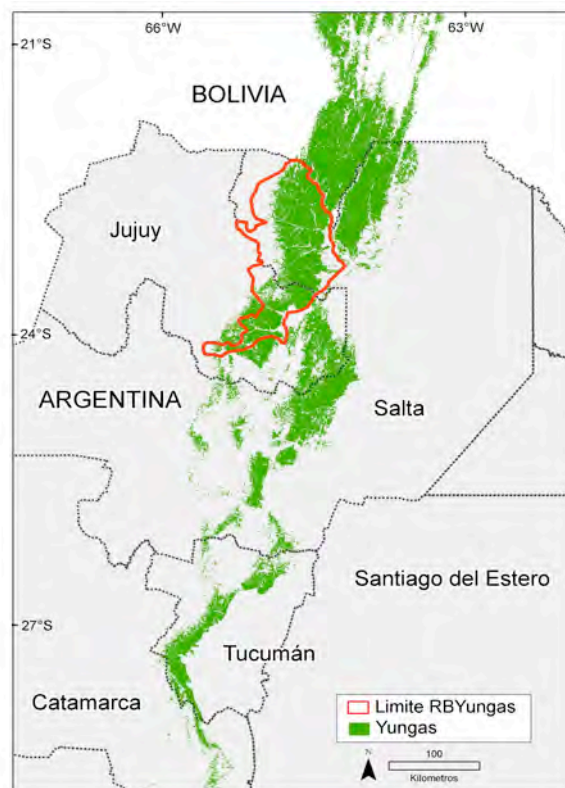 66°W
63°W
21°S
BOLIVIA
Jujuy
24°S
ARGENTINA
Salta
Santiago del Estero
27°S
Tucumán
Catamarca
Limite RBYungas
Yungas
N
100
Kilometros